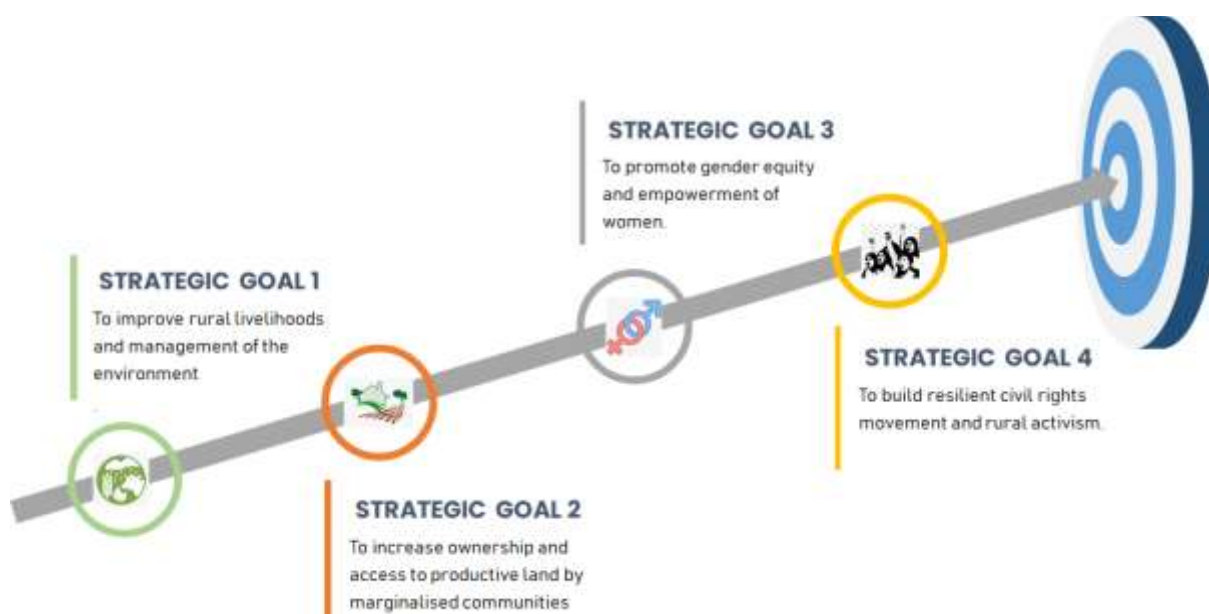 STRATEGIC GOAL 1
To improve rural livelihoods
and management of the
environment
STRATEGIC GOAL 2
To increase ownership and
access to productive land by
marginalised communities
STRATEGIC GOAL 3
To promote gender equity
and empowerment of
women.
STRATEGIC GOAL 4
To build resilient civil rights
movement and rural activism.